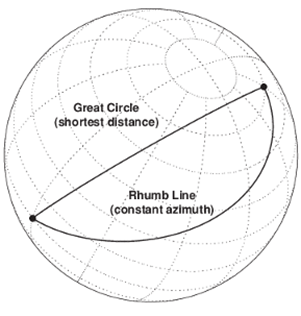 Great Circle
(shortest distance)
Rhumb Line
(constant azimuth)